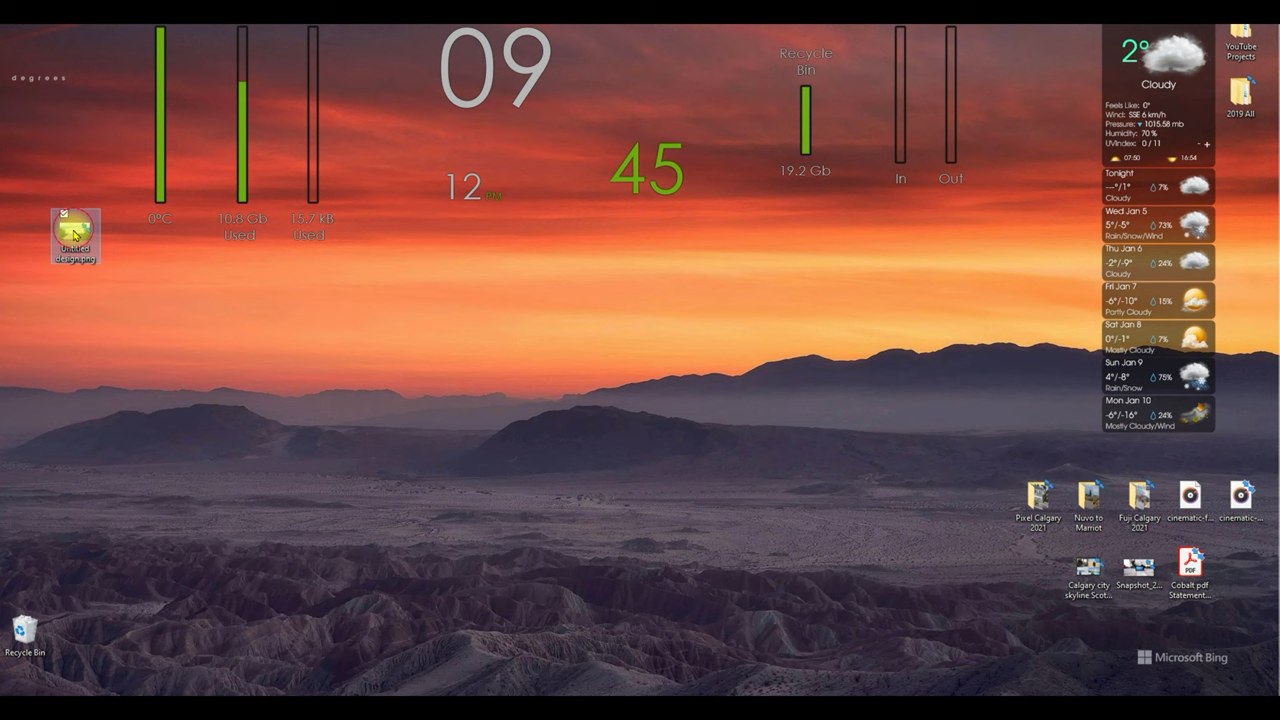 degrees
0°C
10.8 Gb
Used
15.7 kB
Used
09
12 PM
45
Recycle
Bin
19.2 Gb
In
Out
2°
Cloudy
Feels Like: 0°
Wind: SSE 6 km/h
Pressure: ▼ 1015.58 mb
Humidity: 70 %
UVIndex: 0 / 11
- +
07:50
16:54
Tonight
---°/1° 7%
Cloudy
Wed Jan 5
5°/-5° 73%
Rain/Snow/Wind
Thu Jan 6
-2°/-9° 24%
Cloudy
Fri Jan 7
-6°/-10° 15%
Partly Cloudy
Sat Jan 8
0°/-1° 7%
Mostly Cloudy
Sun Jan 9
4°/-8° 75%
Rain/Snow
Mon Jan 10
-6°/-16° 24%
Mostly Cloudy/Wind
YouTube
Projects
2019 All
Untitled
design.png
Pixel Calgary
2021
Nuvo to
Marriot
Fuji Calgary
2021
cinematic-f...
cinematic-...
Calgary city
skyline Scot...
Snapshot_2...
PDF
Cobalt pdf
Statement...
Recycle Bin
Microsoft Bing